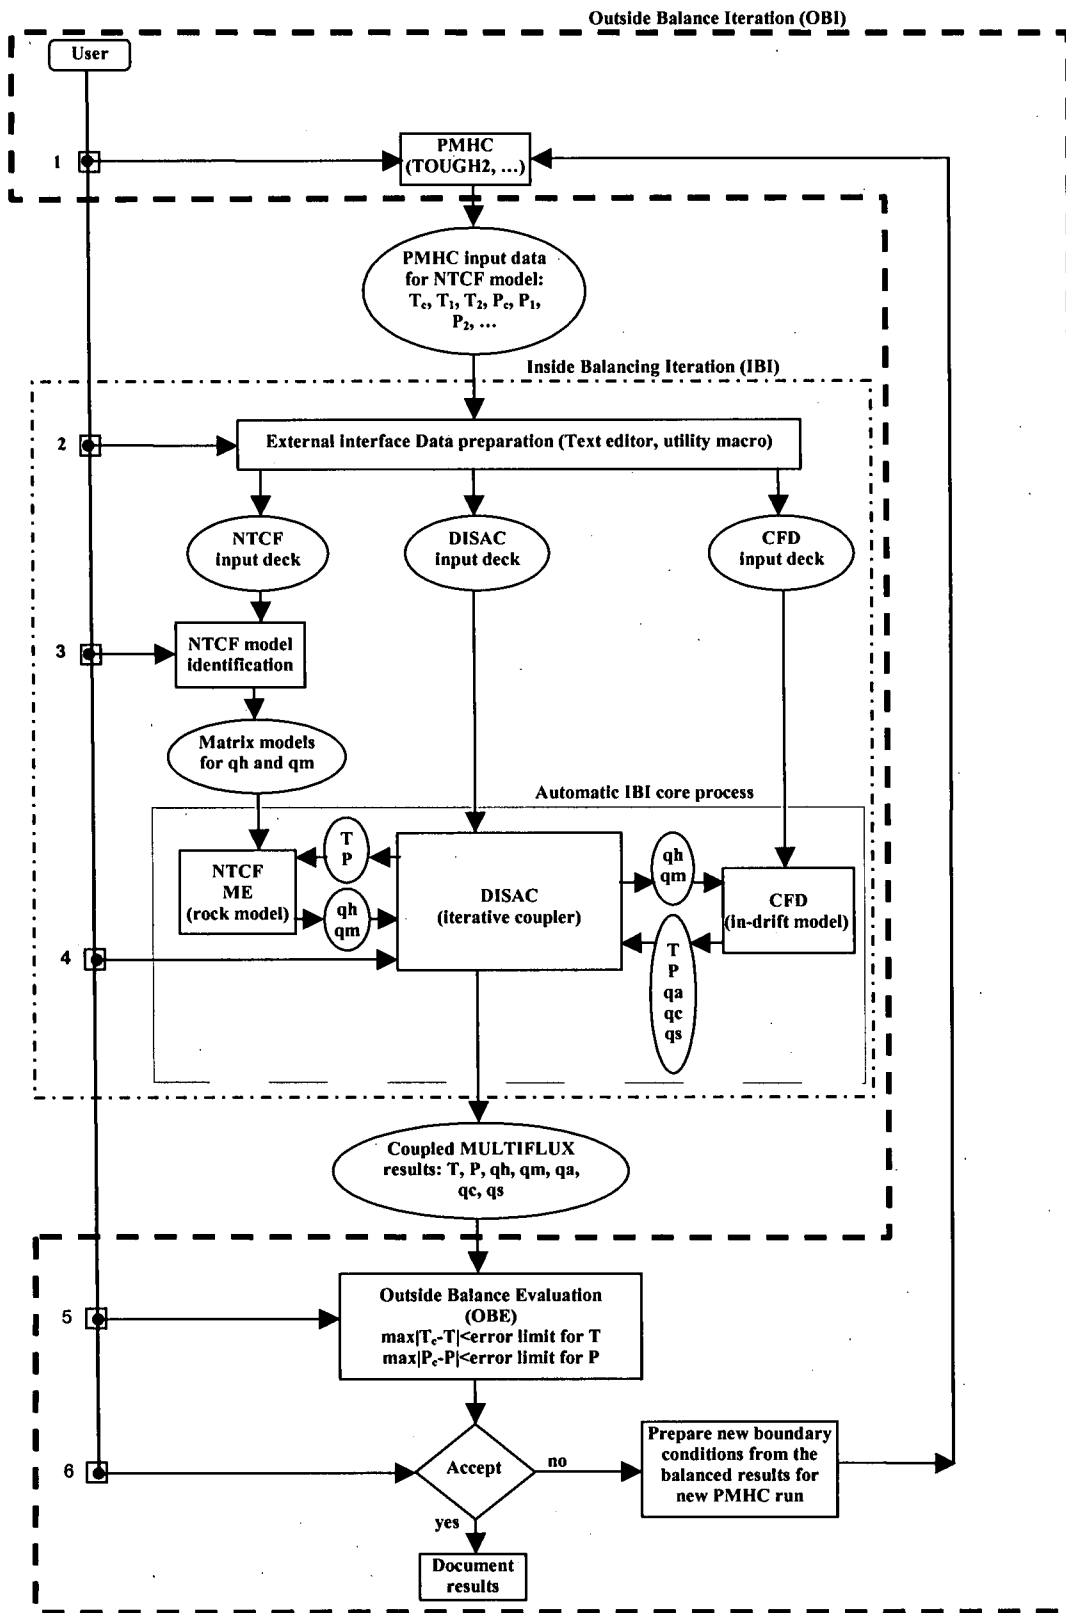 Outside Balance Iteration (OBI)
User
1
PMHC
(TOUGH2, ...)
PMHC input data
for NTCF model:
Tc, T1, T2, Pc, P1,
P2, ...
Inside Balancing Iteration (IBI)
2
External interface Data preparation (Text editor, utility macro)
NTCF
input deck
DISAC
input deck
CFD
input deck
3
NTCF model
identification
Matrix models
for qh and qm
Automatic IBI core process
T
P
NTCF
ME
(rock model)
qh
qm
DISAC
(iterative coupler)
qh
qm
CFD
(in-drift model)
T
P
qa
qc
qs
4
Coupled MULTIFLUX
results: T, P, qh, qm, qa,
qc, qs
5
Outside Balance Evaluation
(OBE)
max|Tc-T|<error limit for T
max|Pc-P|<error limit for P
6
Accept
no
Prepare new boundary
conditions from the
balanced results for
new PMHC run
yes
Document
results